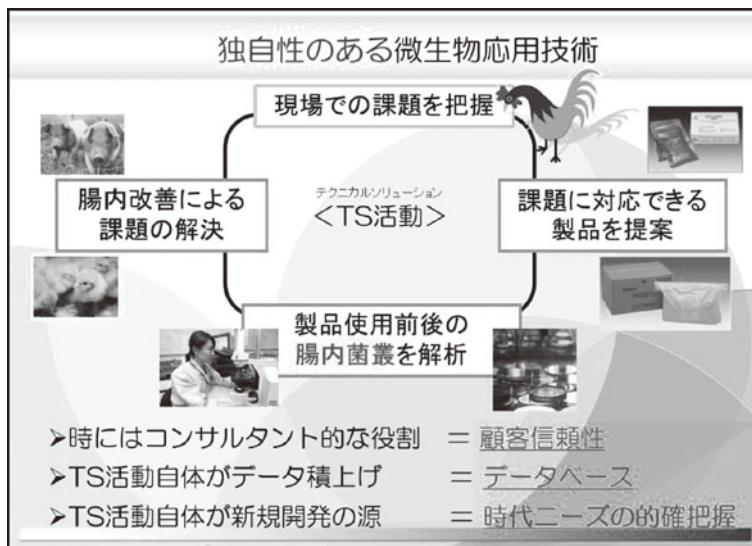 独自性のある微生物応用技術
現場での課題を把握
腸内改善による
課題の解決
テクニカルソリューション
＜TS活動＞
課題に対応できる
製品を提案
製品使用前後の
腸内菌叢を解析
➢時にはコンサルタント的な役割 ＝ 顧客信頼性
➢TS活動自体がデータ積上げ ＝ データベース
➢TS活動自体が新規開発の源 ＝ 時代ニーズの的確把握